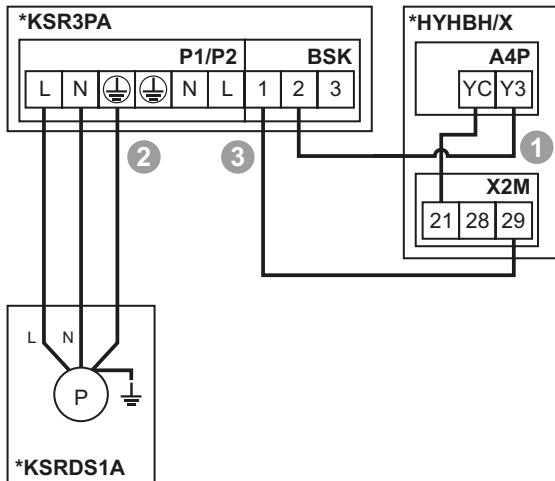 *KSR3PA
P1/P2 BSK
L N N L 1 2 3
2
3
*HYHBH/X
A4P
YC Y3
1
X2M
21 28 29
L N
P
*KSRDS1A